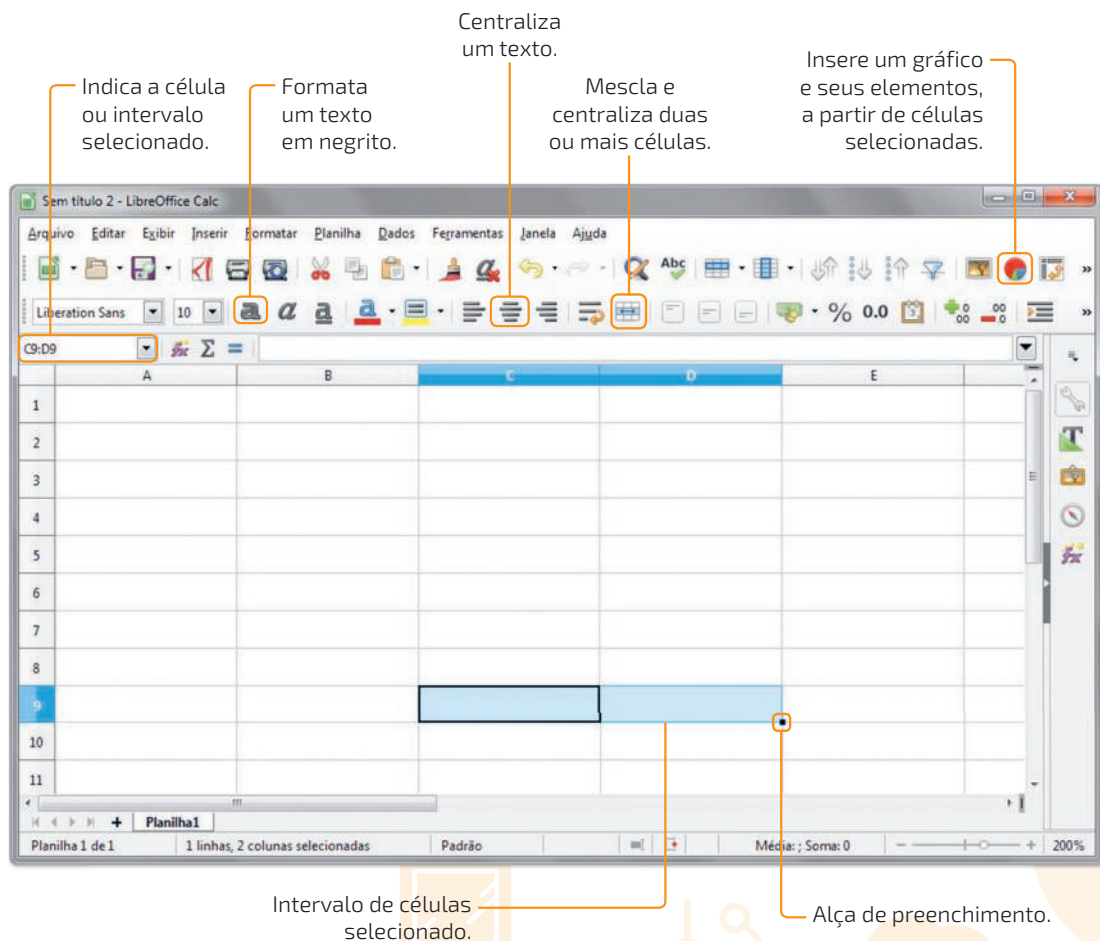 Centraliza
um texto.
Indica a célula
ou intervalo
selecionado.
Formata
um texto
em negrito.
Mescla e
centraliza duas
ou mais células.
Insere um gráfico
e seus elementos,
a partir de células
selecionadas.
Sem título 2 - LibreOffice Calc
Arquivo Editar Exibir Inserir Formatar Planilha Dados Ferramentas Janela Ajuda
Abc
Liberation Sans 10 a a a a % 0.0
C9:D9 fx Σ =
A B C D E
1
2
3
4
5
6
7
8
9
10
11
Planilha1
Planilha 1 de 1 1 linhas, 2 colunas selecionadas Padrão Média: ; Soma: 0 200%
Intervalo de células
selecionado.
Alça de preenchimento.